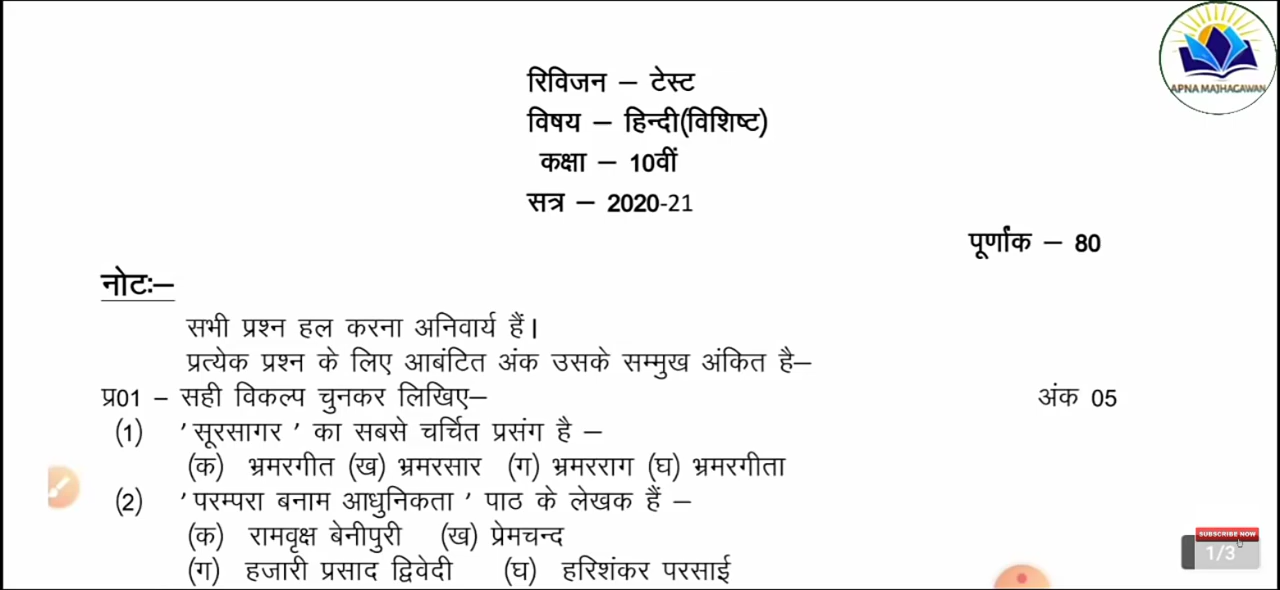 APNA MAJHAGAWAN
रिविजन – टेस्ट
विषय – हिन्दी(विशिष्ट)
कक्षा – 10वीं
सत्र – 2020-21
पूर्णांक – 80
नोटः–
सभी प्रश्न हल करना अनिवार्य हैं।
प्रत्येक प्रश्न के लिए आबंटित अंक उसके सम्मुख अंकित है–
प्र01 – सही विकल्प चुनकर लिखिए– अंक 05
(1) ’सूरसागर ’ का सबसे चर्चित प्रसंग है –
(क) भ्रमरगीत (ख) भ्रमरसार (ग) भ्रमरराग (घ) भ्रमरगीता
(2) ’परम्परा बनाम आधुनिकता ’ पाठ के लेखक हैं –
(क) रामवृक्ष बेनीपुरी (ख) प्रेमचन्द
(ग) हजारी प्रसाद द्विवेदी (घ) हरिशंकर परसाई
SUBSCRIBE NOW
1/3